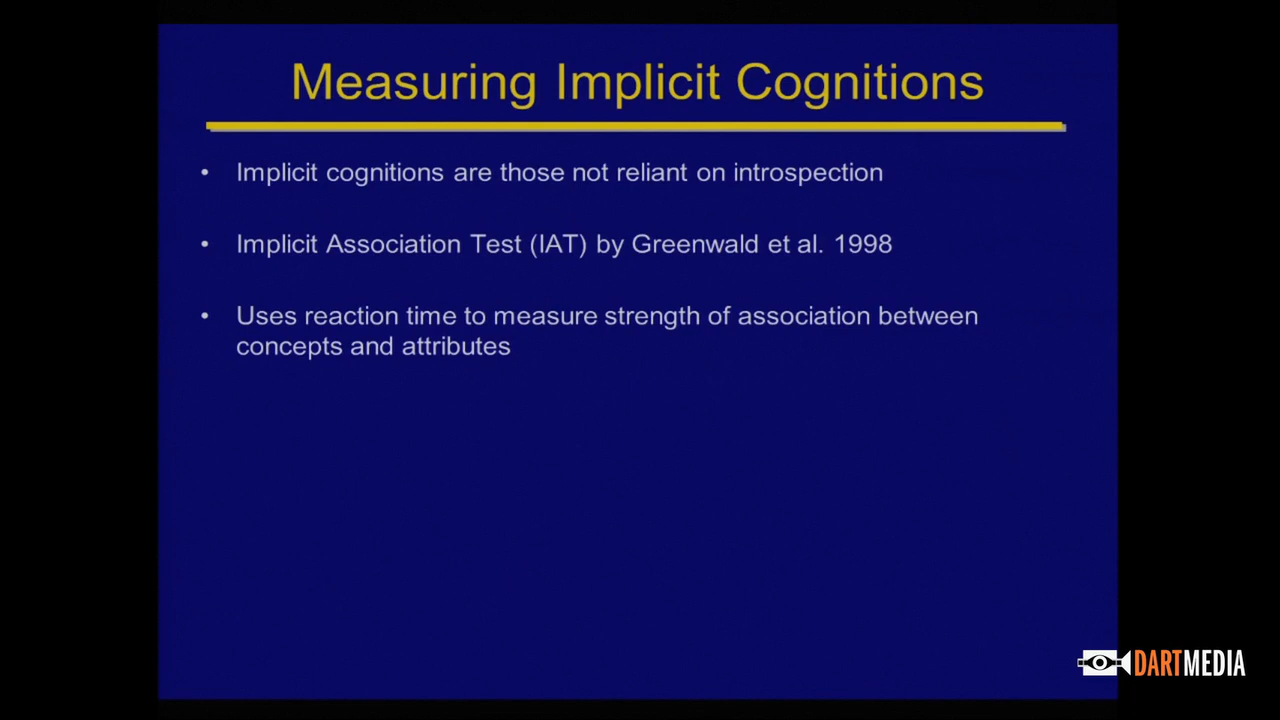 Measuring Implicit Cognitions
• Implicit cognitions are those not reliant on introspection
• Implicit Association Test (IAT) by Greenwald et al. 1998
• Uses reaction time to measure strength of association between
concepts and attributes
DARTMEDIA